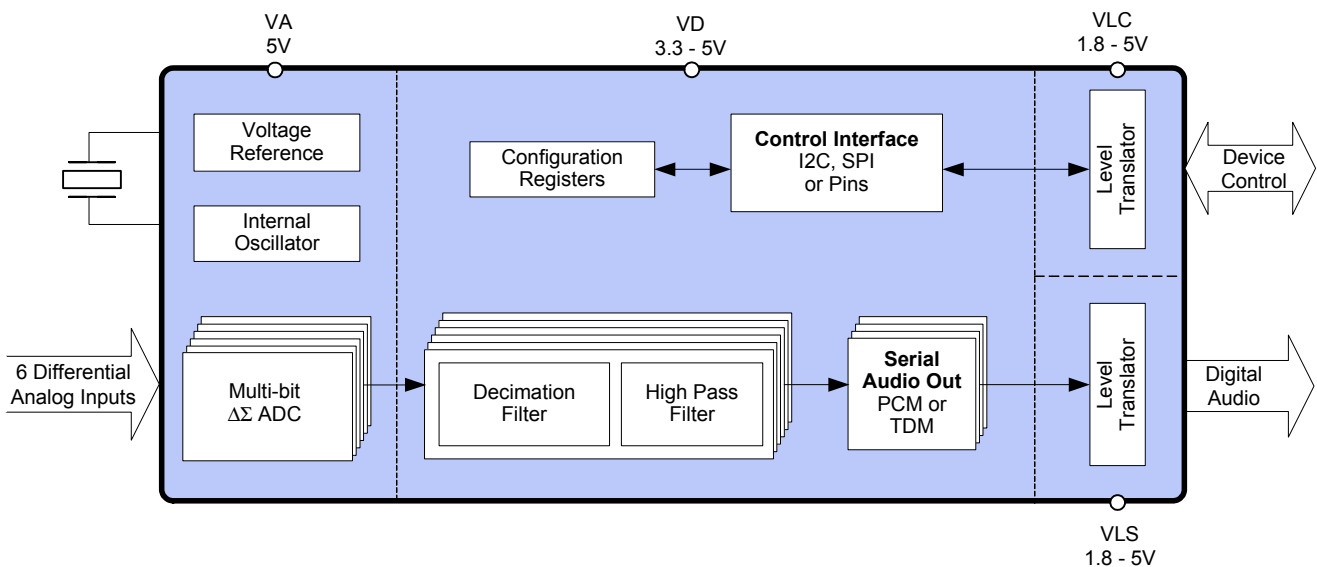 VA
5V
VD
3.3 - 5V
VLC
1.8 - 5V
Voltage
Reference
Internal
Oscillator
Configuration
Registers
Control Interface
I2C, SPI
or Pins
Level
Translator
Device
Control
6 Differential
Analog Inputs
Multi-bit
ΔΣ ADC
Decimation
Filter
High Pass
Filter
Serial
Audio Out
PCM or
TDM
Level
Translator
Digital
Audio
VLS
1.8 - 5V